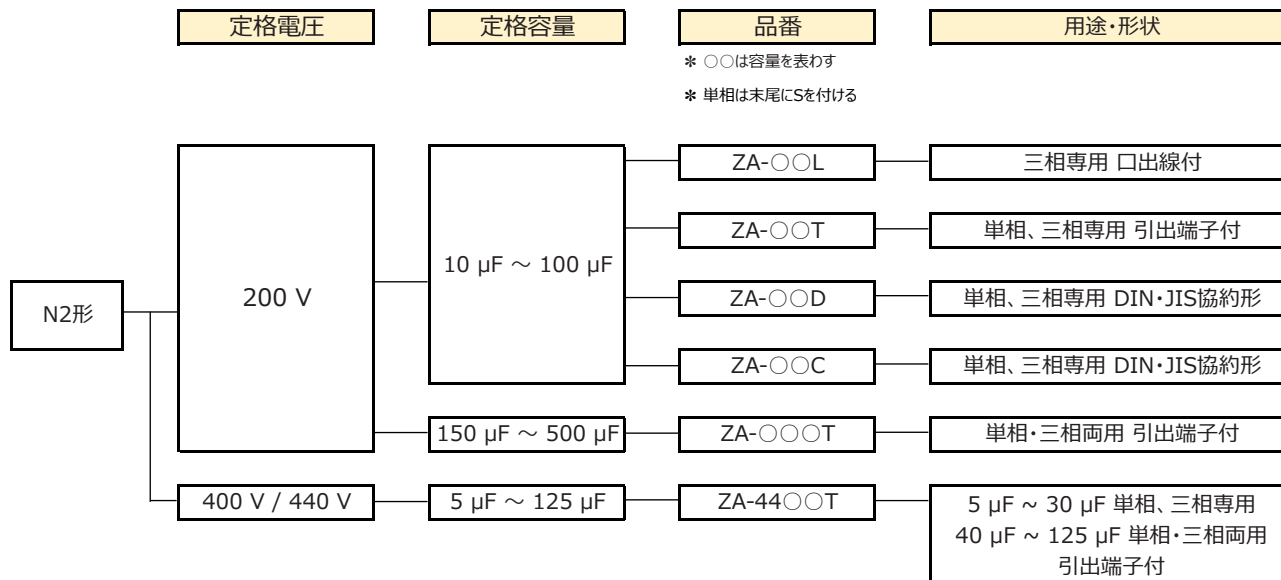 定格電圧
定格容量
品番
用途・形状
＊ ○○は容量を表わす
＊ 単相は末尾にSを付ける
N2形
200 V
10 µF ～ 100 µF
ZA-○○L
三相専用 口出線付
ZA-○○T
単相、三相専用 引出端子付
ZA-○○D
単相、三相専用 DIN・JIS協約形
ZA-○○C
単相、三相専用 DIN・JIS協約形
150 µF ～ 500 µF
ZA-○○○T
単相・三相両用 引出端子付
400 V / 440 V
5 µF ～ 125 µF
ZA-44○○T
5 µF ~ 30 µF 単相、三相専用
40 µF ~ 125 µF 単相・三相両用
引出端子付